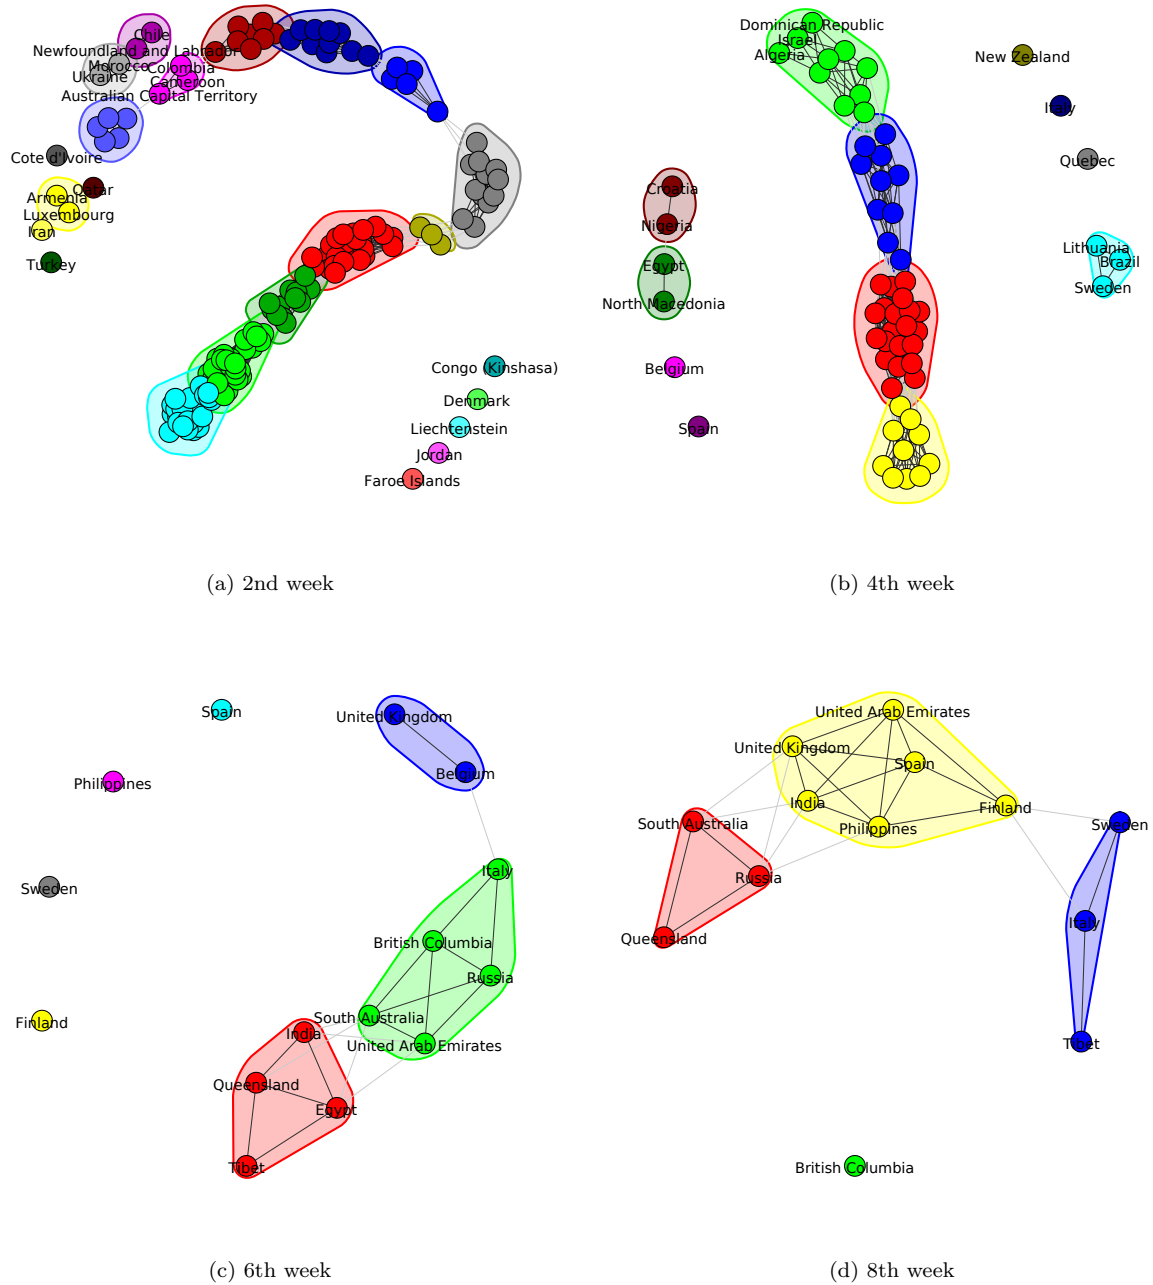 Chile
Newfoundland and Labrador
Morocco
Colombia
Ukraine
Cameroon
Australian Capital Territory
Cote d'Ivoire
Qatar
Armenia
Luxembourg
Iran
Turkey
Congo (Kinshasa)
Denmark
Liechtenstein
Jordan
Faroe Islands
(a) 2nd week
Dominican Republic
Israel
Algeria
New Zealand
Italy
Quebec
Croatia
Nigeria
Egypt
North Macedonia
Lithuania
Brazil
Sweden
Belgium
Spain
(b) 4th week
Spain
United Kingdom
Belgium
Philippines
Italy
Sweden
British Columbia
Russia
Finland
South Australia
India
United Arab Emirates
Queensland
Egypt
Tibet
(c) 6th week
United Arab Emirates
United Kingdom
Spain
India
Finland
South Australia
Philippines
Sweden
Russia
Italy
Queensland
Tibet
British Columbia
(d) 8th week